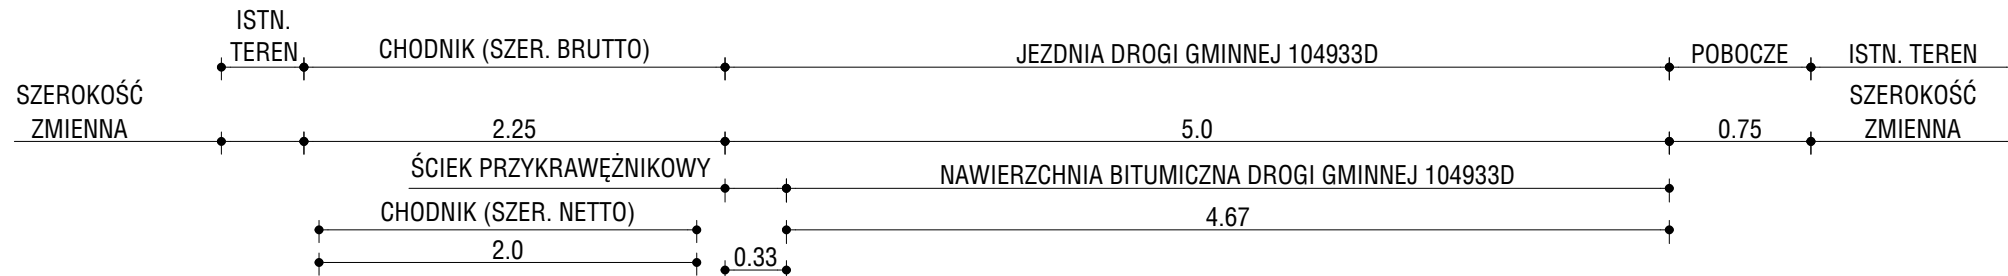 ISTN.
TEREN
CHODNIK (SZER. BRUTTO)
JEZDNIA DROGI GMINNEJ 104933D
POBOCZE
ISTN. TEREN
SZEROKOŚĆ
ZMIENNA
2.25
5.0
0.75
SZEROKOŚĆ
ZMIENNA
ŚCIEK PRZYKRAWĘŻNIKOWY
NAWIERZCHNIA BITUMICZNA DROGI GMINNEJ 104933D
CHODNIK (SZER. NETTO)
4.67
2.0
0.33